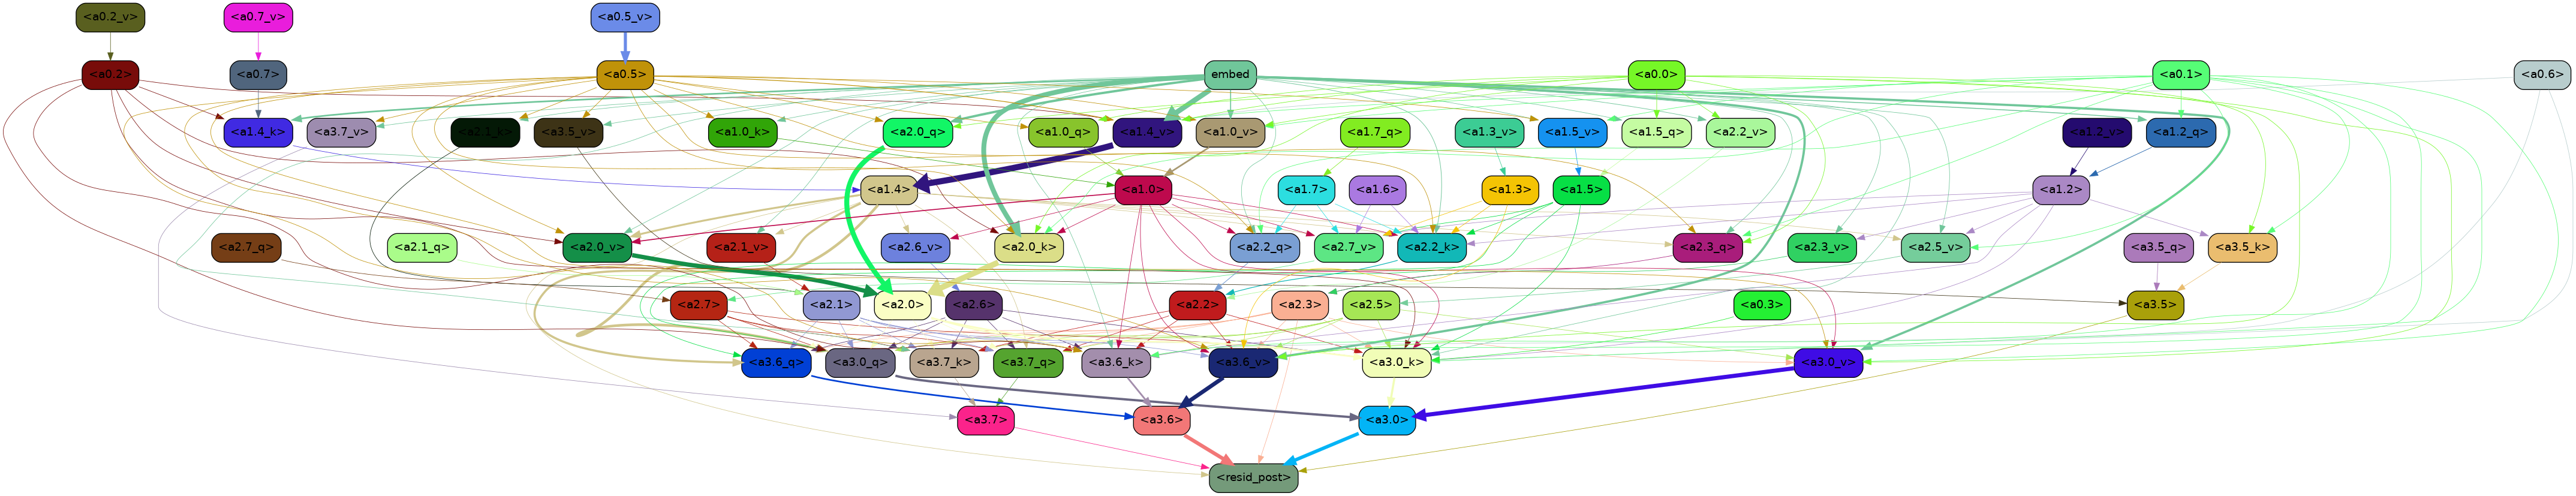 <a0.2_v> <a0.7_v> <a0.5_v>
<a0.2> <a0.7> <a0.5> embed <a0.0> <a0.1> <a0.6>
<a1.4_k> <a3.7_v> <a2.1_k> <a3.5_v> <a1.0_k> <a2.0_q> <a1.0_q> <a1.4_v> <a1.0_v> <a1.7_q> <a1.3_v> <a1.5_v> <a1.5_q> <a2.2_v> <a1.2_v> <a1.2_q>
<a1.4> <a1.0> <a1.7> <a1.6> <a1.3> <a1.5> <a1.2>
<a2.7_q> <a2.1_q> <a2.0_v> <a2.1_v> <a2.6_v> <a2.0_k> <a2.2_q> <a2.7_v> <a2.2_k> <a2.3_q> <a2.3_v> <a2.5_v> <a3.5_q> <a3.5_k>
<a2.7> <a2.1> <a2.0> <a2.6> <a2.2> <a2.3> <a2.5> <a0.3> <a3.5>
<a3.6_q> <a3.0_q> <a3.7_k> <a3.7_q> <a3.6_k> <a3.6_v> <a3.0_k> <a3.0_v>
<a3.7> <a3.6> <a3.0>
<resid_post>